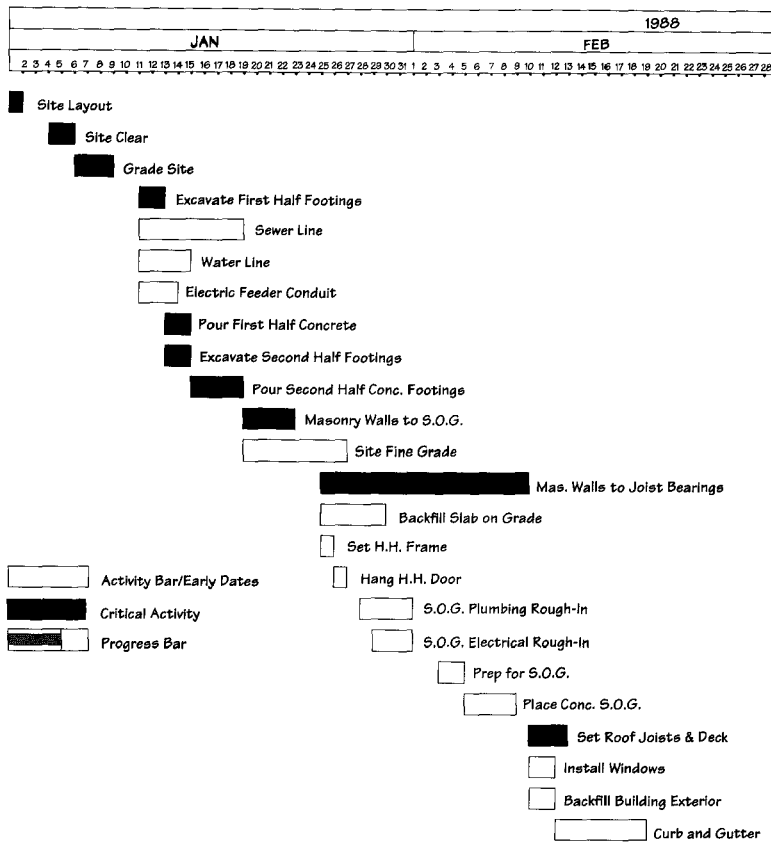 1988
JAN FEB
2 3 4 5 6 7 8 9 10 11 12 13 14 15 16 17 18 19 20 21 22 23 24 25 26 27 28 29 30 31 1 2 3 4 5 6 7 8 9 10 11 12 13 14 15 16 17 18 19 20 21 22 23 24 25 26 27 28
Site Layout
Site Clear
Grade Site
Excavate First Half Footings
Sewer Line
Water Line
Electric Feeder Conduit
Pour First Half Concrete
Excavate Second Half Footings
Pour Second Half Conc. Footings
Masonry Walls to S.O.G.
Site Fine Grade
Mas. Walls to Joist Bearings
Backfill Slab on Grade
Set H.H. Frame
Activity Bar/Early Dates
Hang H.H. Door
Critical Activity
S.O.G. Plumbing Rough-In
Progress Bar
S.O.G. Electrical Rough-In
Prep for S.O.G.
Place Conc. S.O.G.
Set Roof Joists & Deck
Install Windows
Backfill Building Exterior
Curb and Gutter